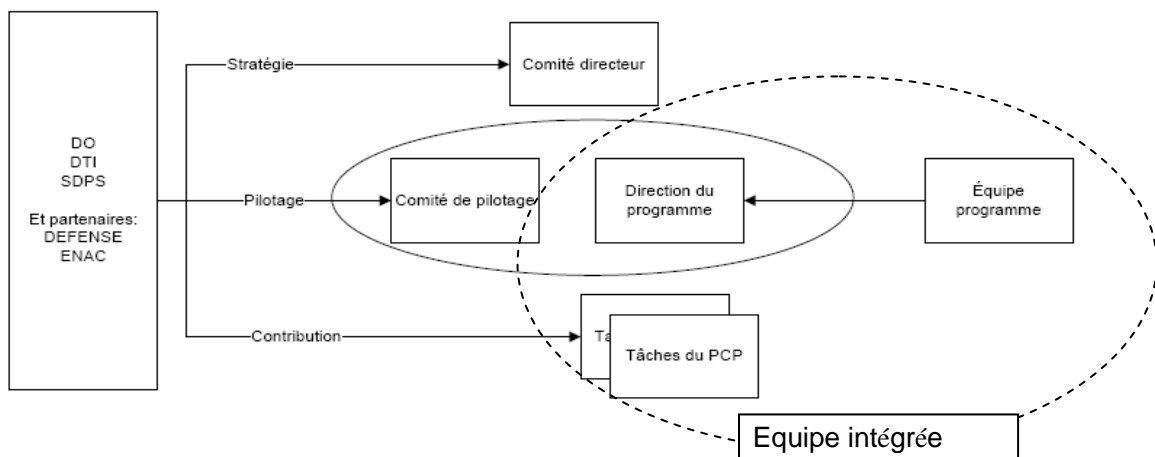 DO
DTI
SDPS
Et partenaires:
DEFENSE
ENAC
Stratégie
Comité directeur
Pilotage
Comité de pilotage
Direction du
programme
Équipe
programme
Contribution
Tâches du PCP
Equipe intégrée